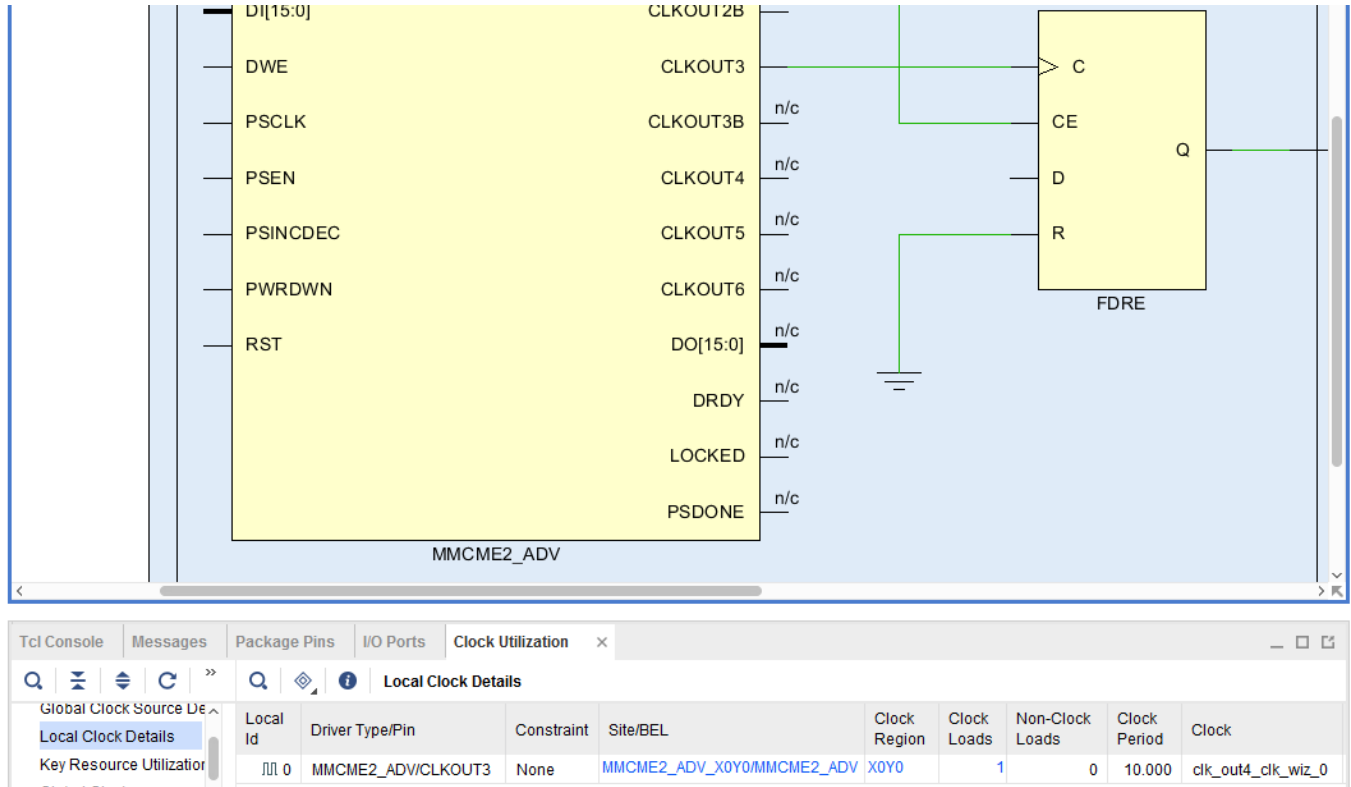 DI[15:0]
CLKOUT2B
DWE
CLKOUT3
C
n/c
PSCLK
CLKOUT3B
CE
n/c
Q
PSEN
CLKOUT4
D
n/c
PSINCDEC
CLKOUT5
R
n/c
PWRDWN
CLKOUT6
FDRE
n/c
RST
DO[15:0]
n/c
DRDY
n/c
LOCKED
n/c
PSDONE
MMCME2_ADV
Tcl Console Messages Package Pins I/O Ports Clock Utilization
Local Clock Details
Global Clock Source De
Local Clock Details
Key Resource Utilization
Local Id Driver Type/Pin Constraint Site/BEL Clock Region Clock Loads Non-Clock Loads Clock Period Clock
0 MMCME2_ADV/CLKOUT3 None MMCME2_ADV_X0Y0/MMCME2_ADV X0Y0 1 0 10.000 clk_out4_clk_wiz_0